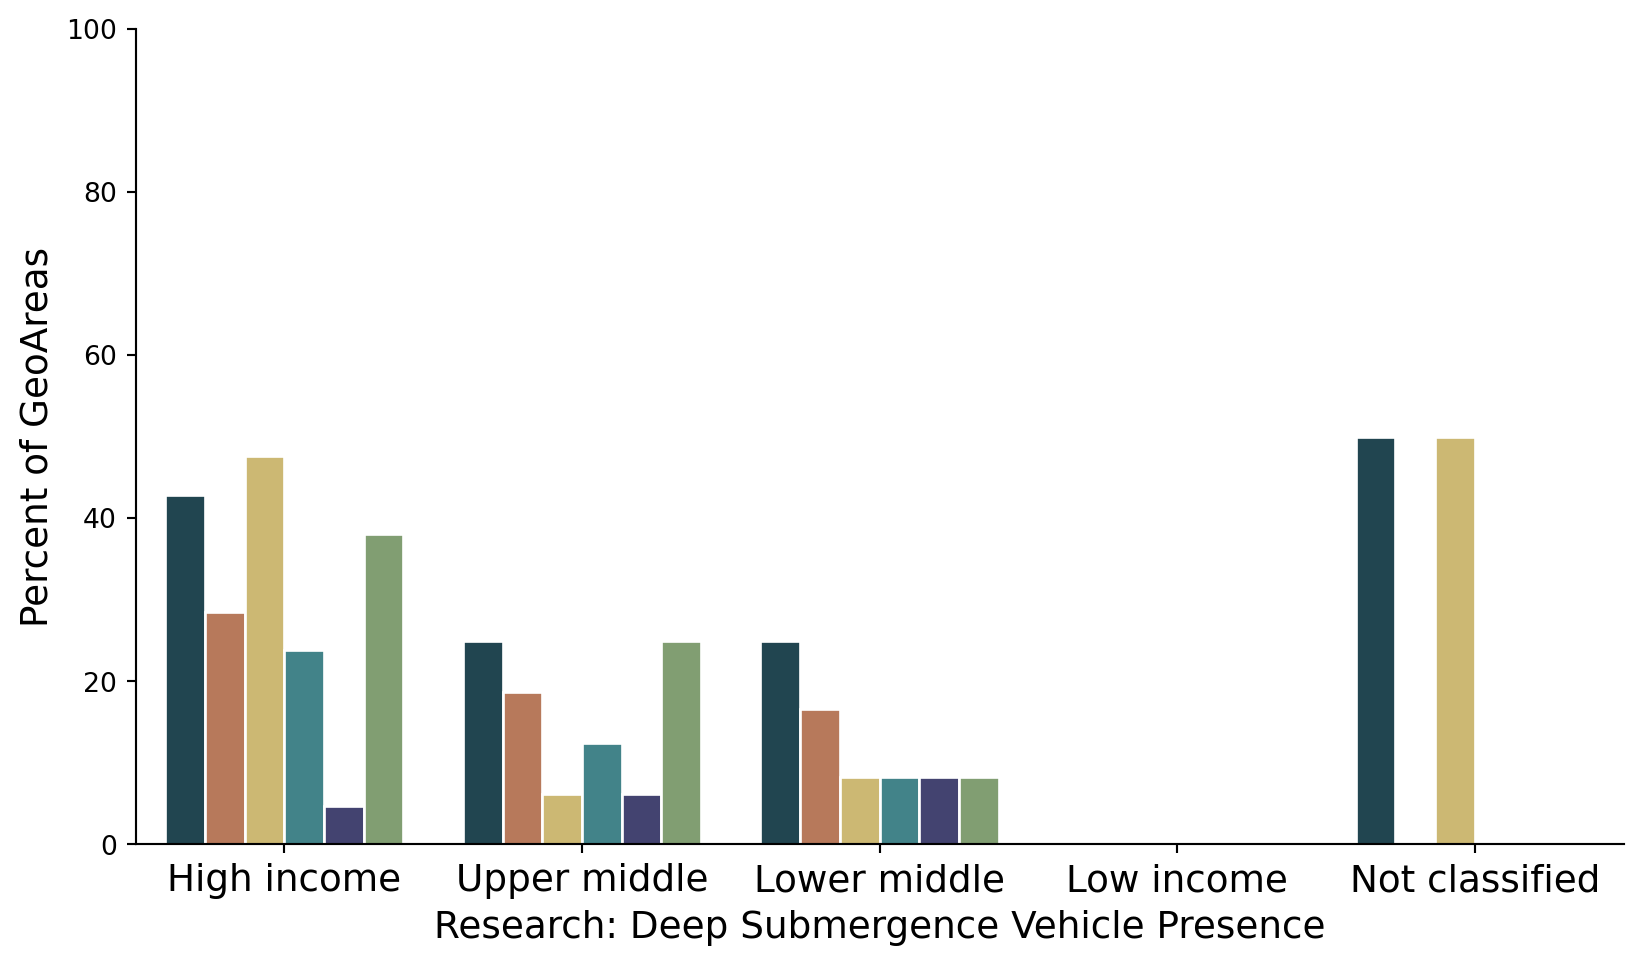 100
80
60
40
20
0
Percent of GeoAreas
High income
Upper middle
Lower middle
Low income
Not classified
Research: Deep Submergence Vehicle Presence